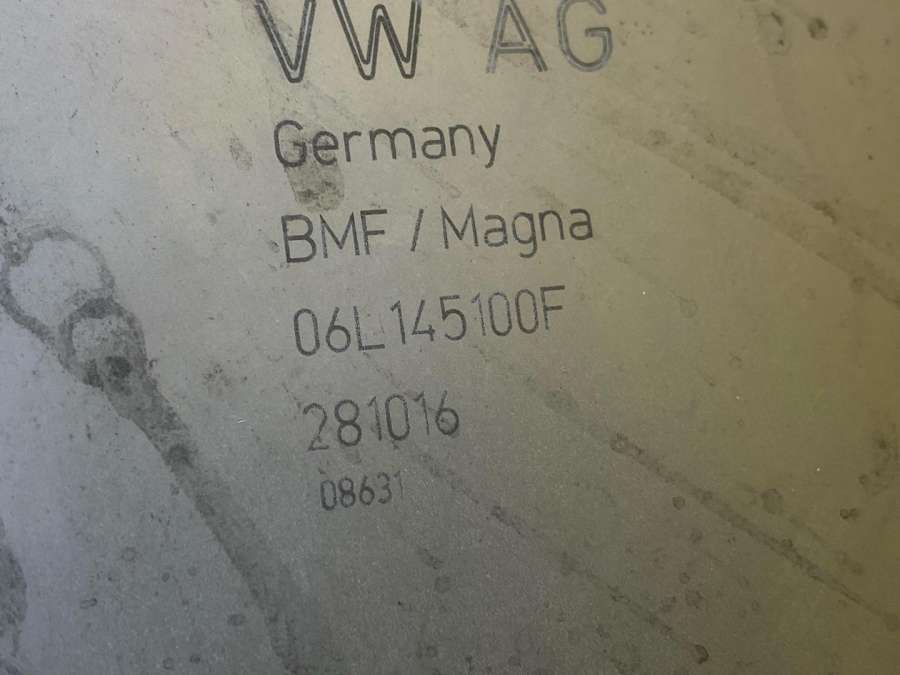 VW AG
Germany
BMF / Magna
06L145100F
281016
08631